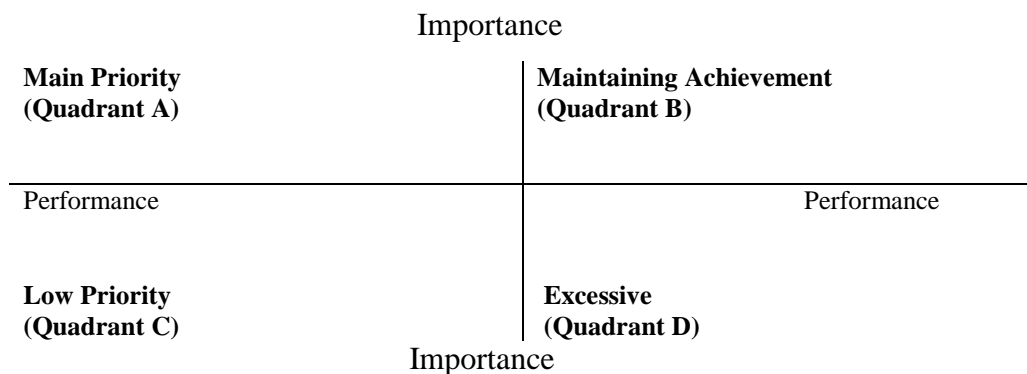 Importance
Main Priority
(Quadrant A)
Maintaining Achievement
(Quadrant B)
Performance
Performance
Low Priority
(Quadrant C)
Excessive
(Quadrant D)
Importance